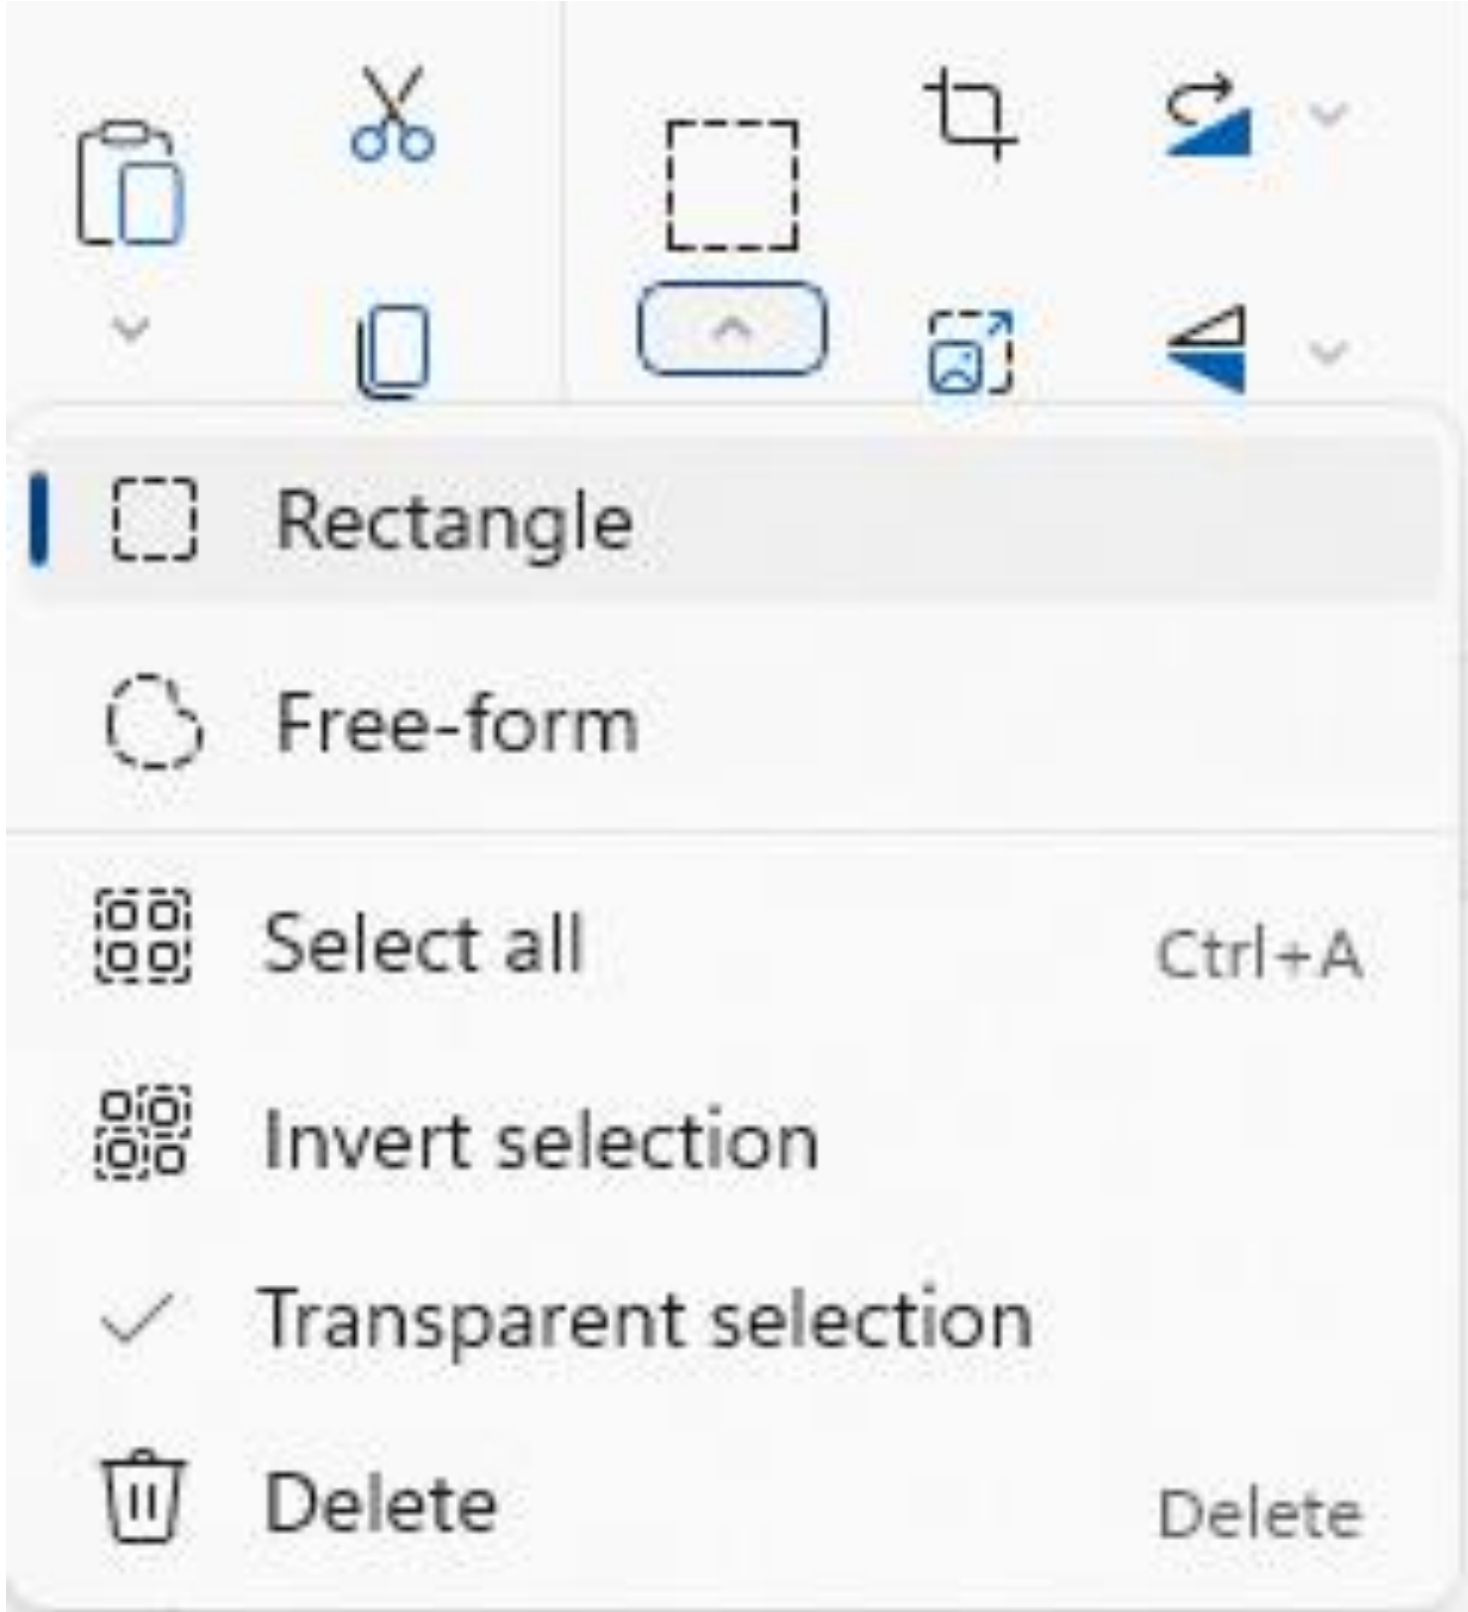 Rectangle
Free-form
Select all Ctrl+A
Invert selection
Transparent selection
Delete Delete